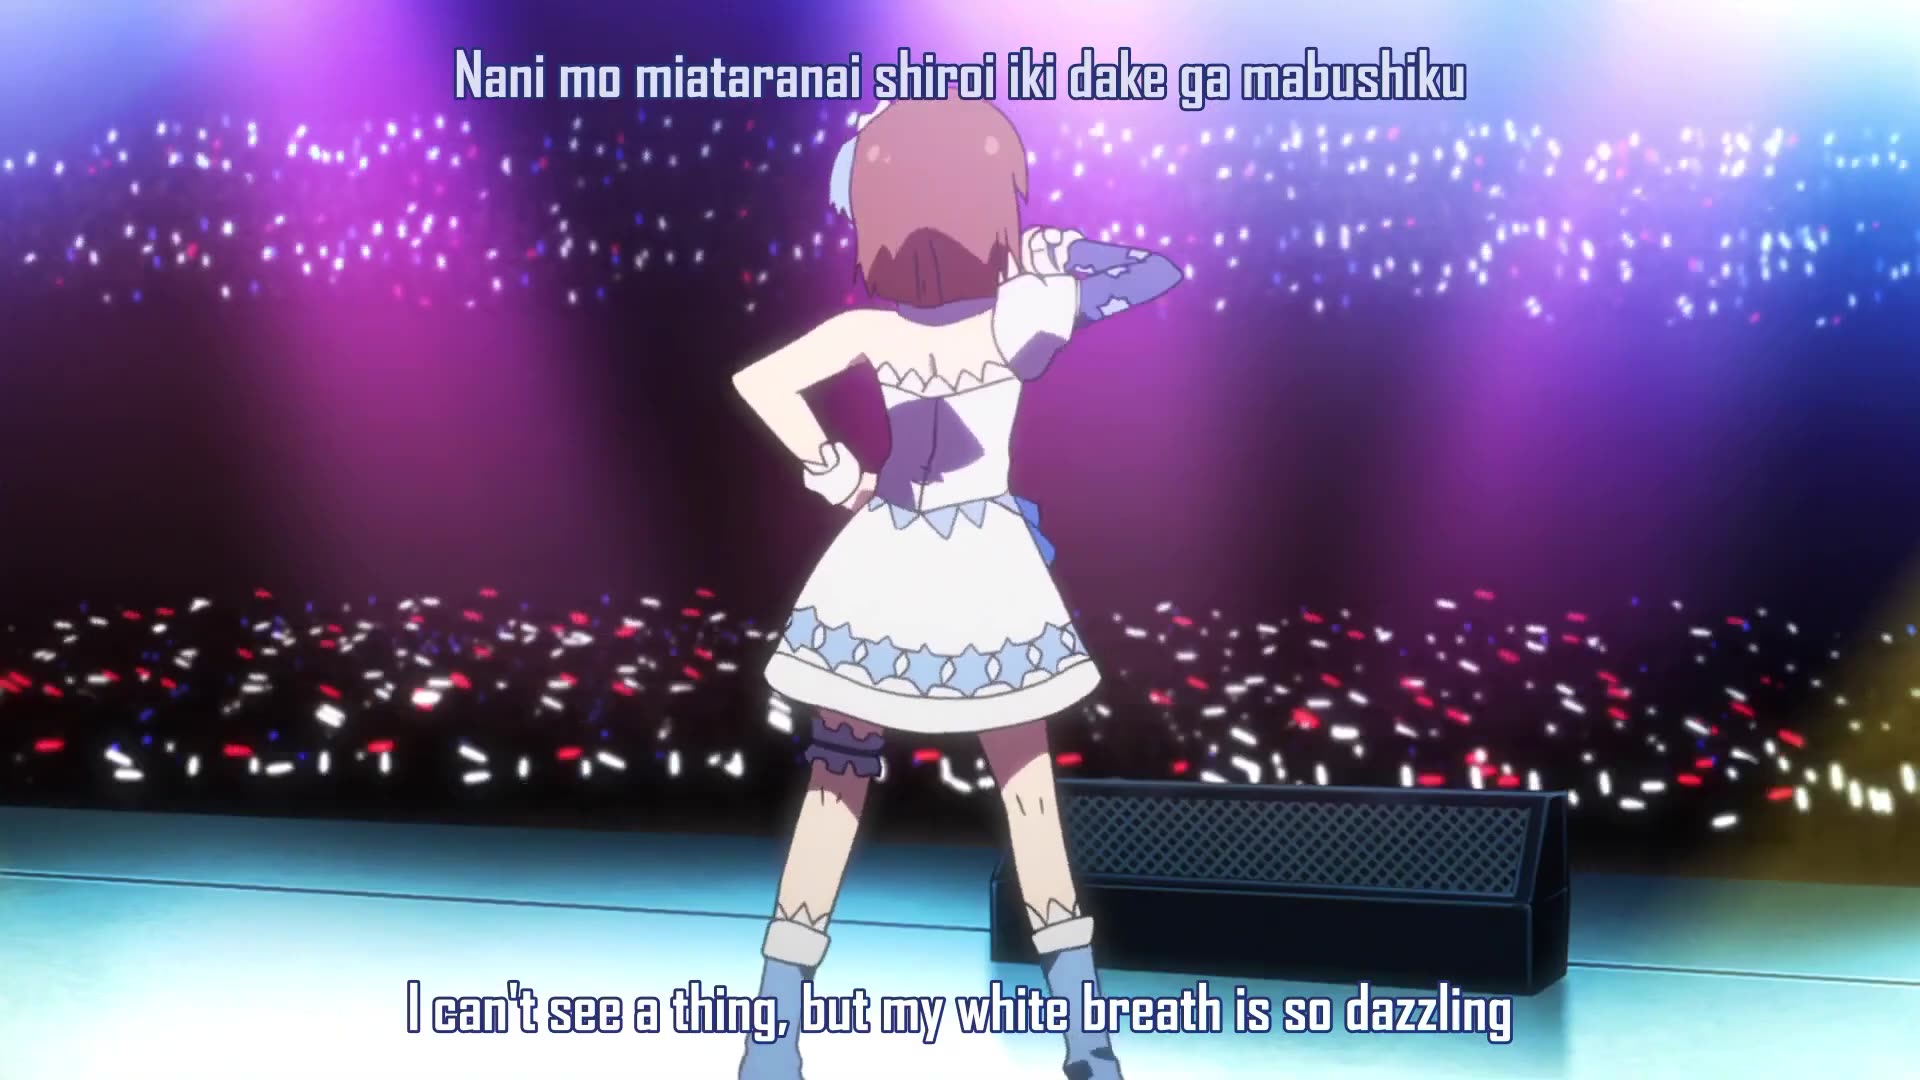 Nani mo miataranai shiroi iki dake ga mabushiku
I can't see a thing, but my white breath is so dazzling